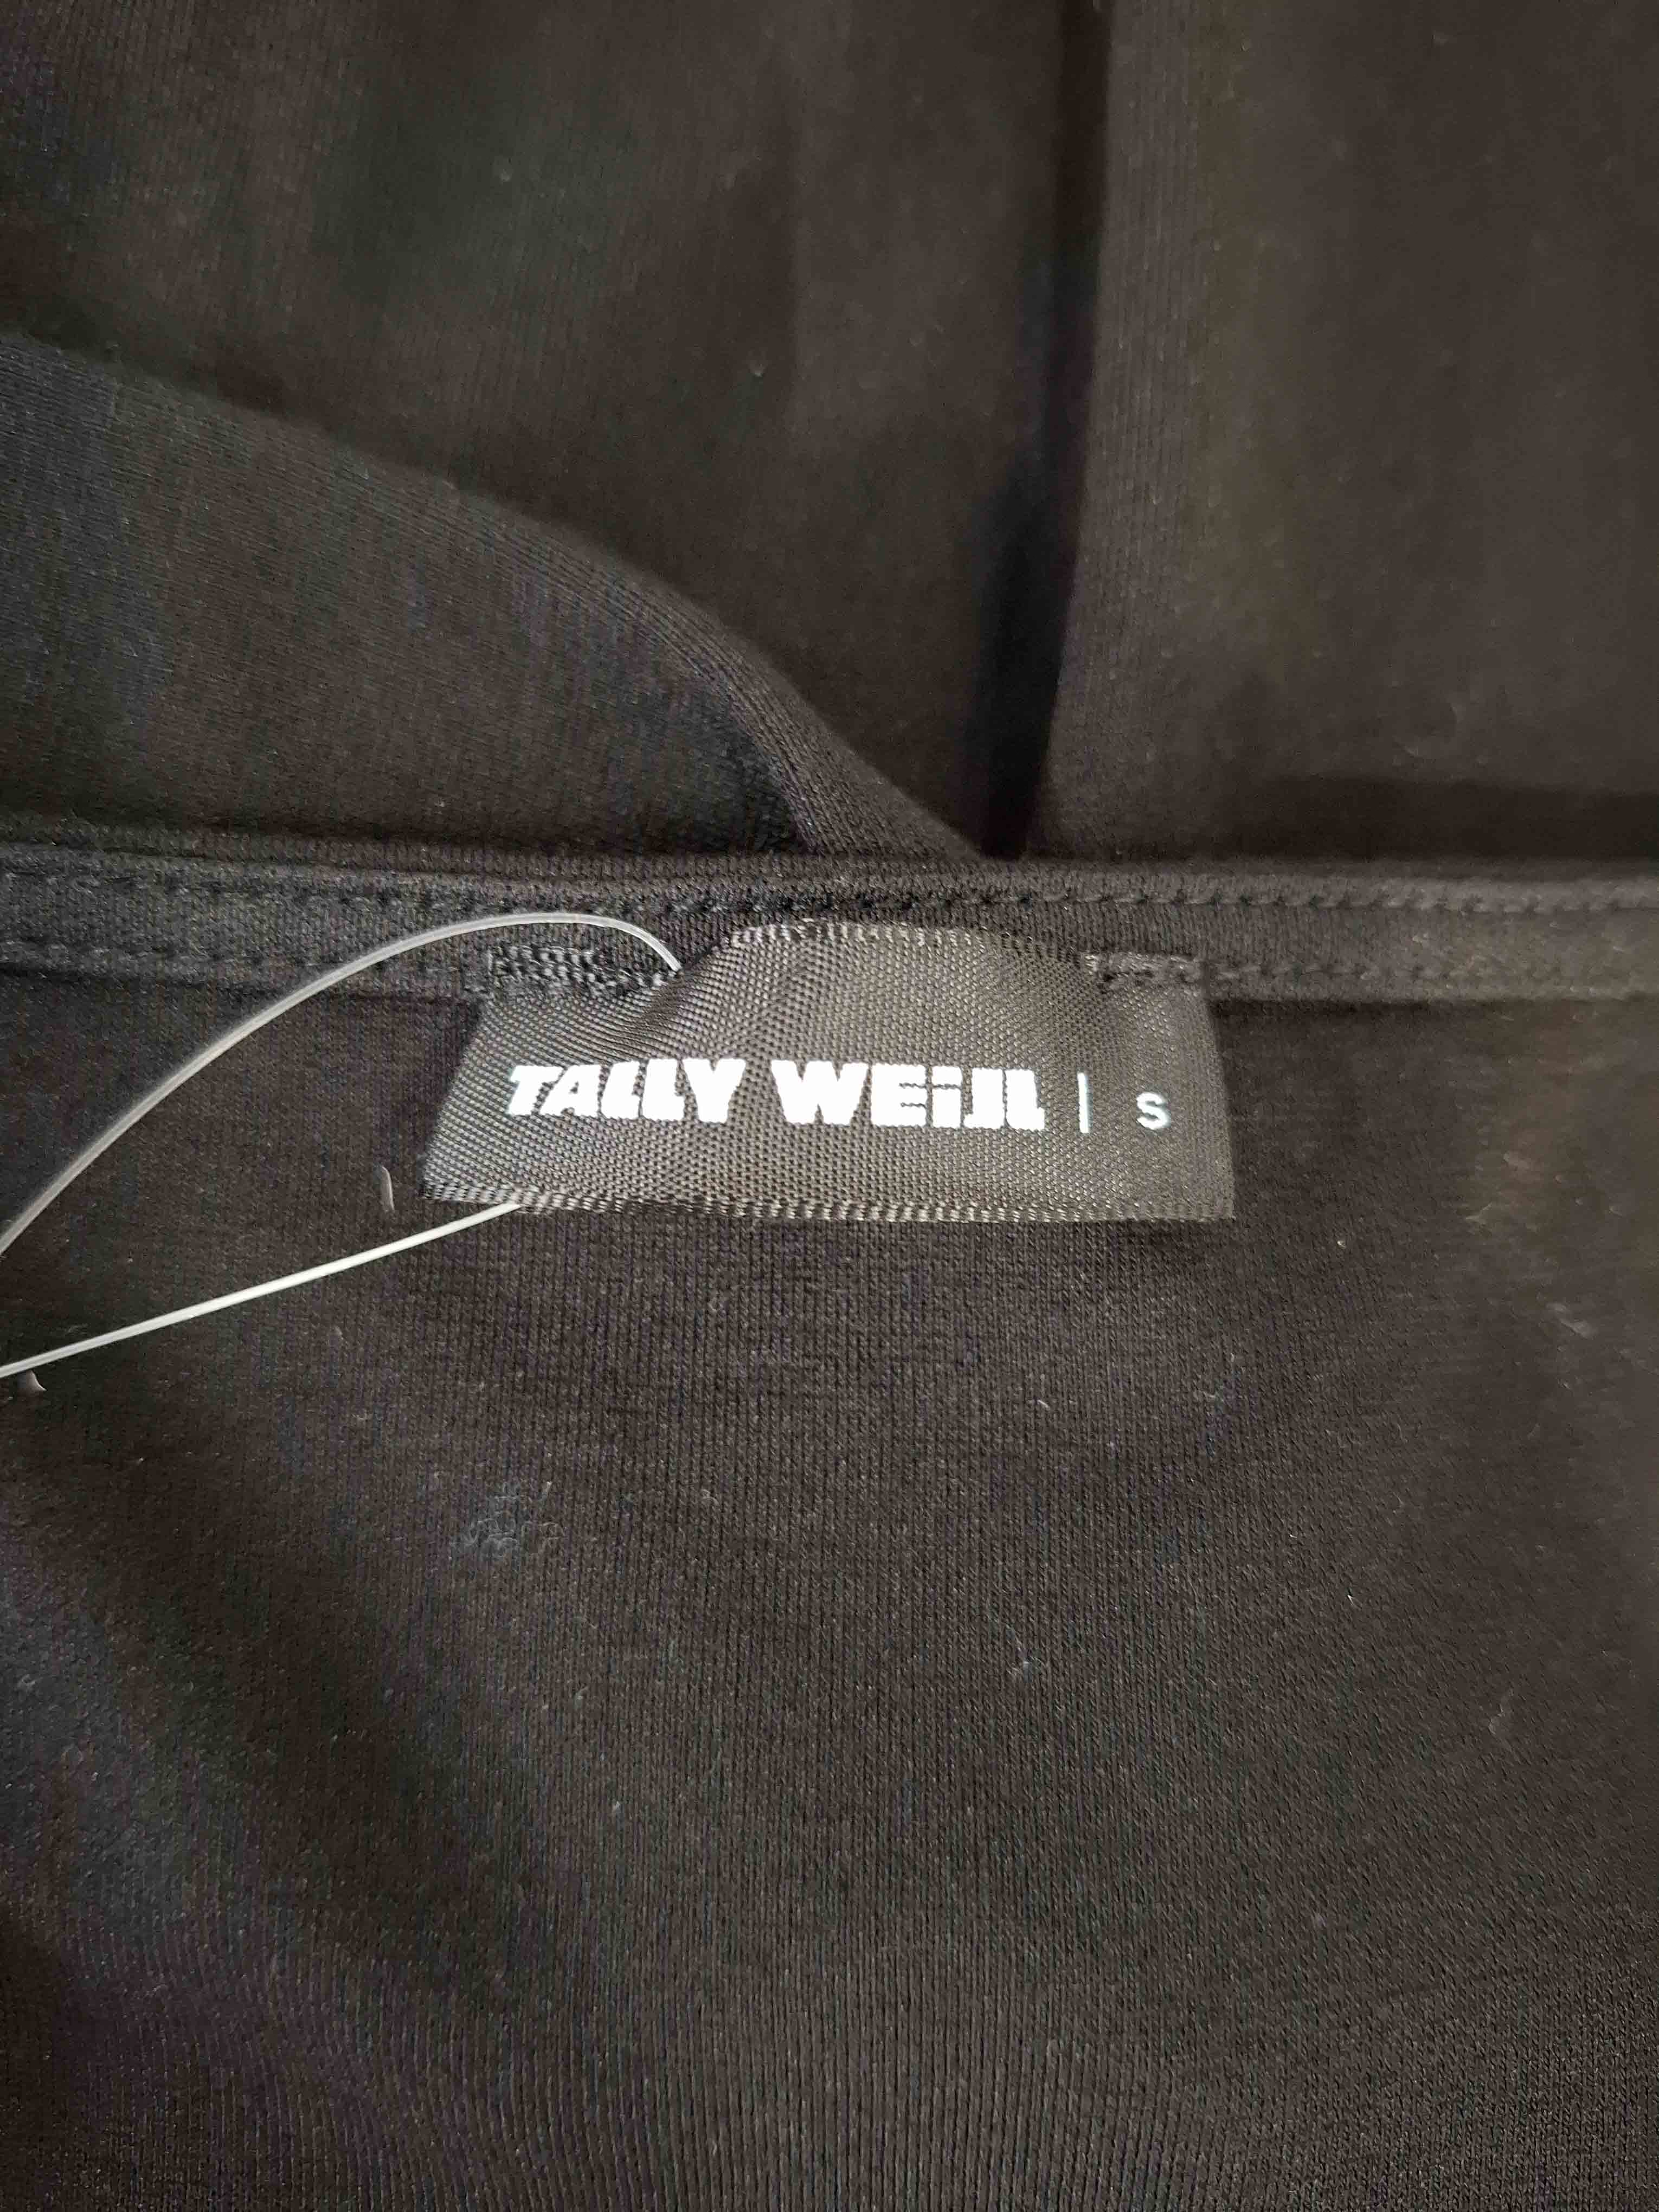 TALLY WEiJL | S